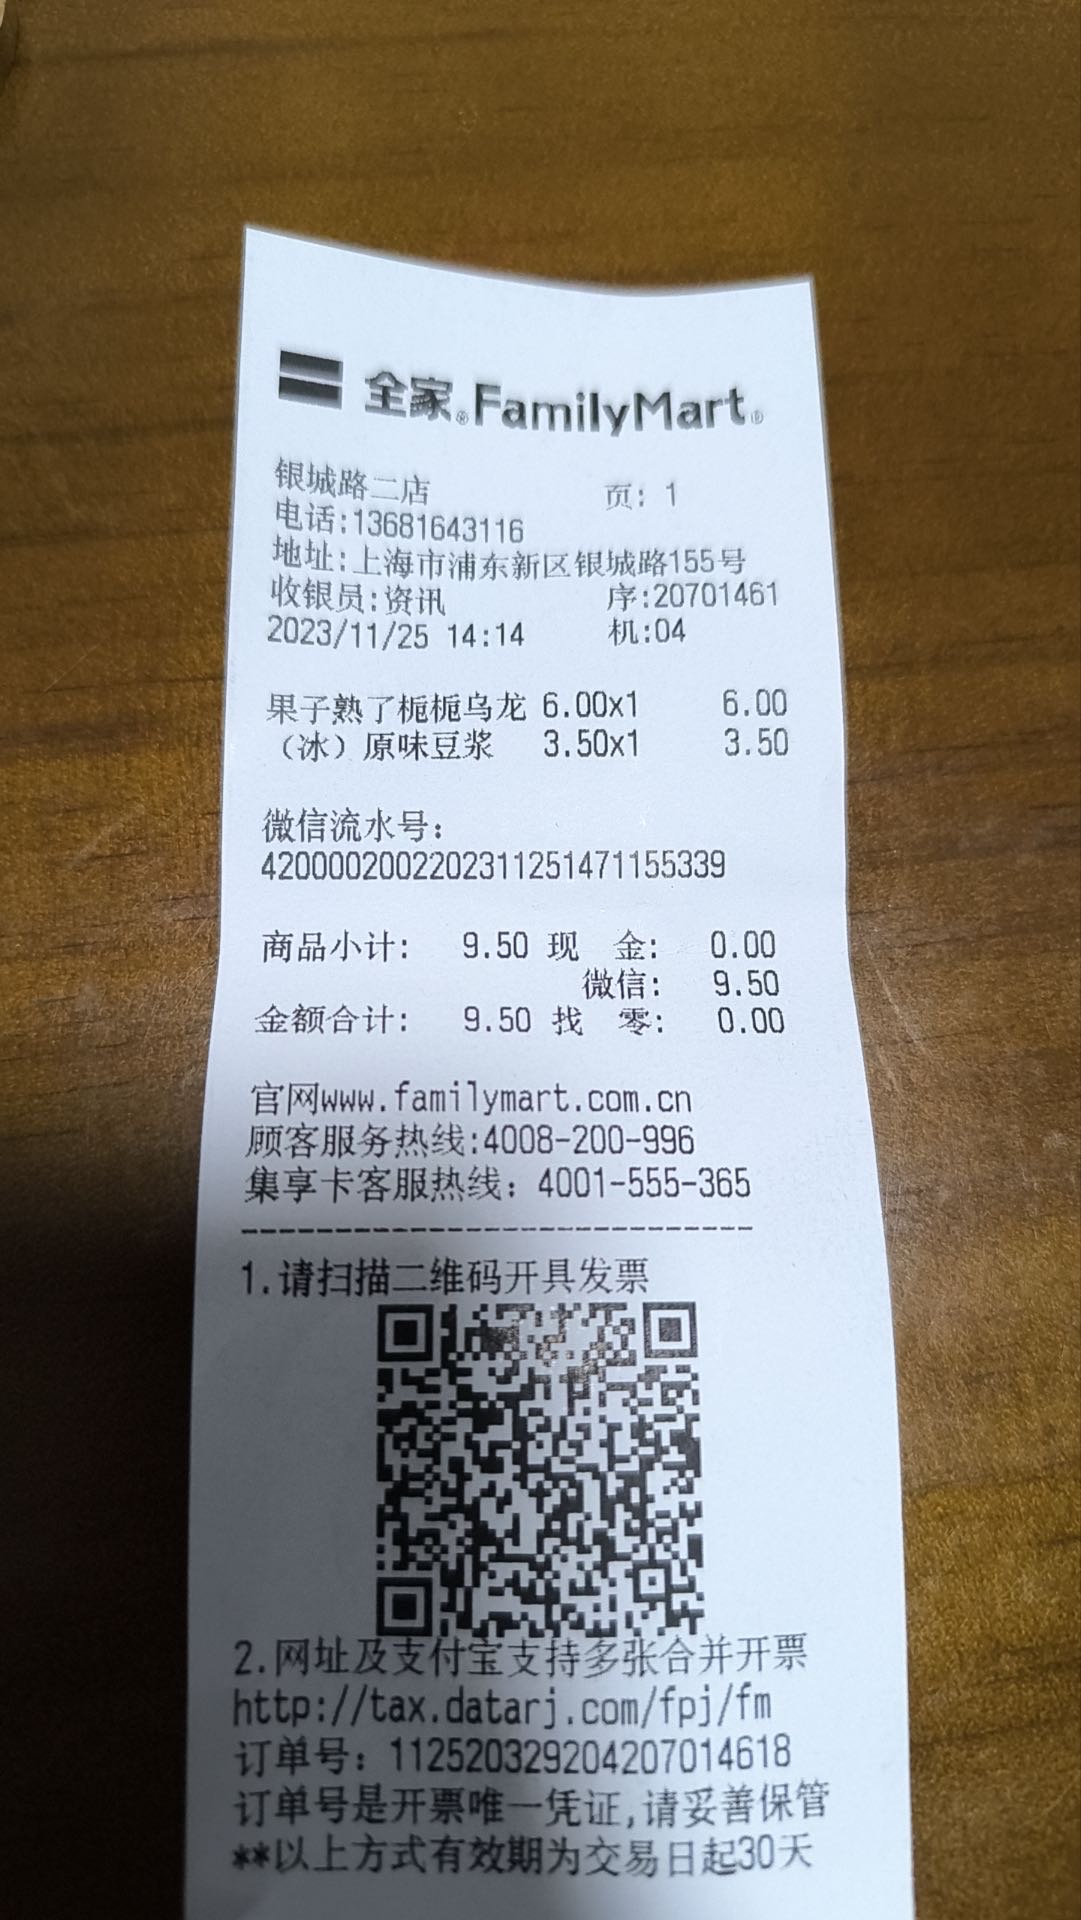 全家®FamilyMart®
银城路二店 页: 1
电话:13681643116
地址:上海市浦东新区银城路155号
收银员:资讯 序:20701461
2023/11/25 14:14 机:04
果子熟了栀栀乌龙 6.00x1 6.00
（冰）原味豆浆 3.50x1 3.50
微信流水号:
4200002002202311251471155339
商品小计: 9.50 现 金: 0.00
微信: 9.50
金额合计: 9.50 找 零: 0.00
官网www.familymart.com.cn
顾客服务热线:4008-200-996
集享卡客服热线: 4001-555-365
1.请扫描二维码开具发票
2.网址及支付宝支持多张合并开票
http://tax.datarj.com/fpj/fm
订单号: 112520329204207014618
订单号是开票唯一凭证,请妥善保管
**以上方式有效期为交易日起30天